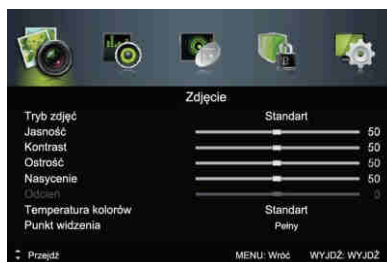 Zdjęcie
Tryb zdjęć Standart
Jasność 50
Kontrast 50
Ostrość 50
Nasycenie 50
Odcień 0
Temperatura kolorów Standart
Punkt widzenia Pełny
Przejdź MENU: Wróć WYJDŹ: WYJDŹ